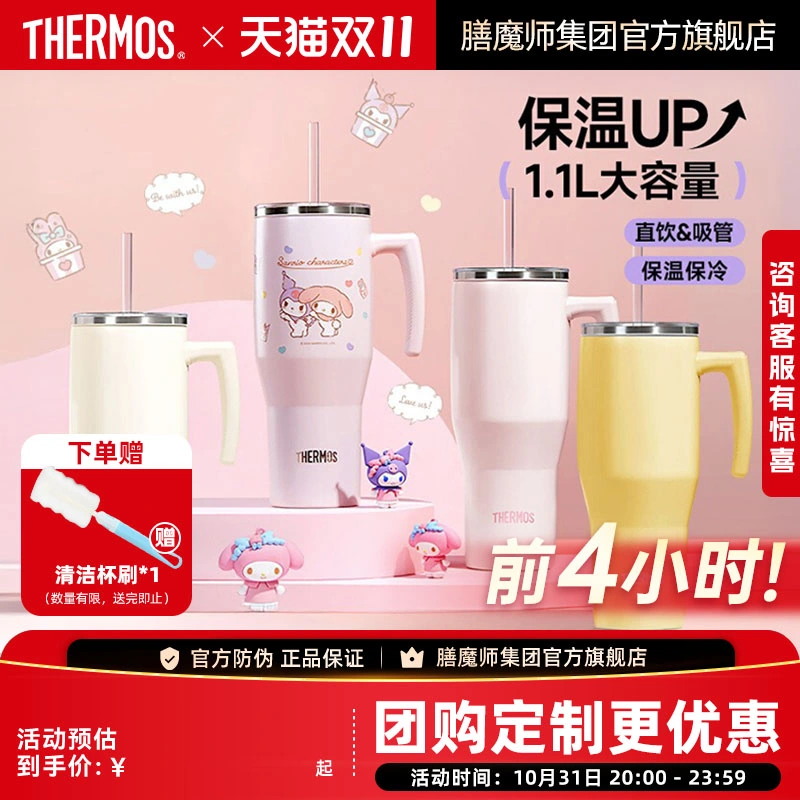 THERMOS® × 天猫双11
膳魔师集团官方旗舰店
保温UP
1.1L大容量
直饮&吸管
保温保冷
Be with us!
Sanrio characters
Love us!
THERMOS
THERMOS
咨询客服有惊喜
下单赠
赠
清洁杯刷*1
(数量有限，送完即止)
前4小时!
官方防伪 正品保证
膳魔师集团官方旗舰店
活动预估
到手价: ¥
起
团购定制更优惠
活动时间: 10月31日 20:00 - 23:59